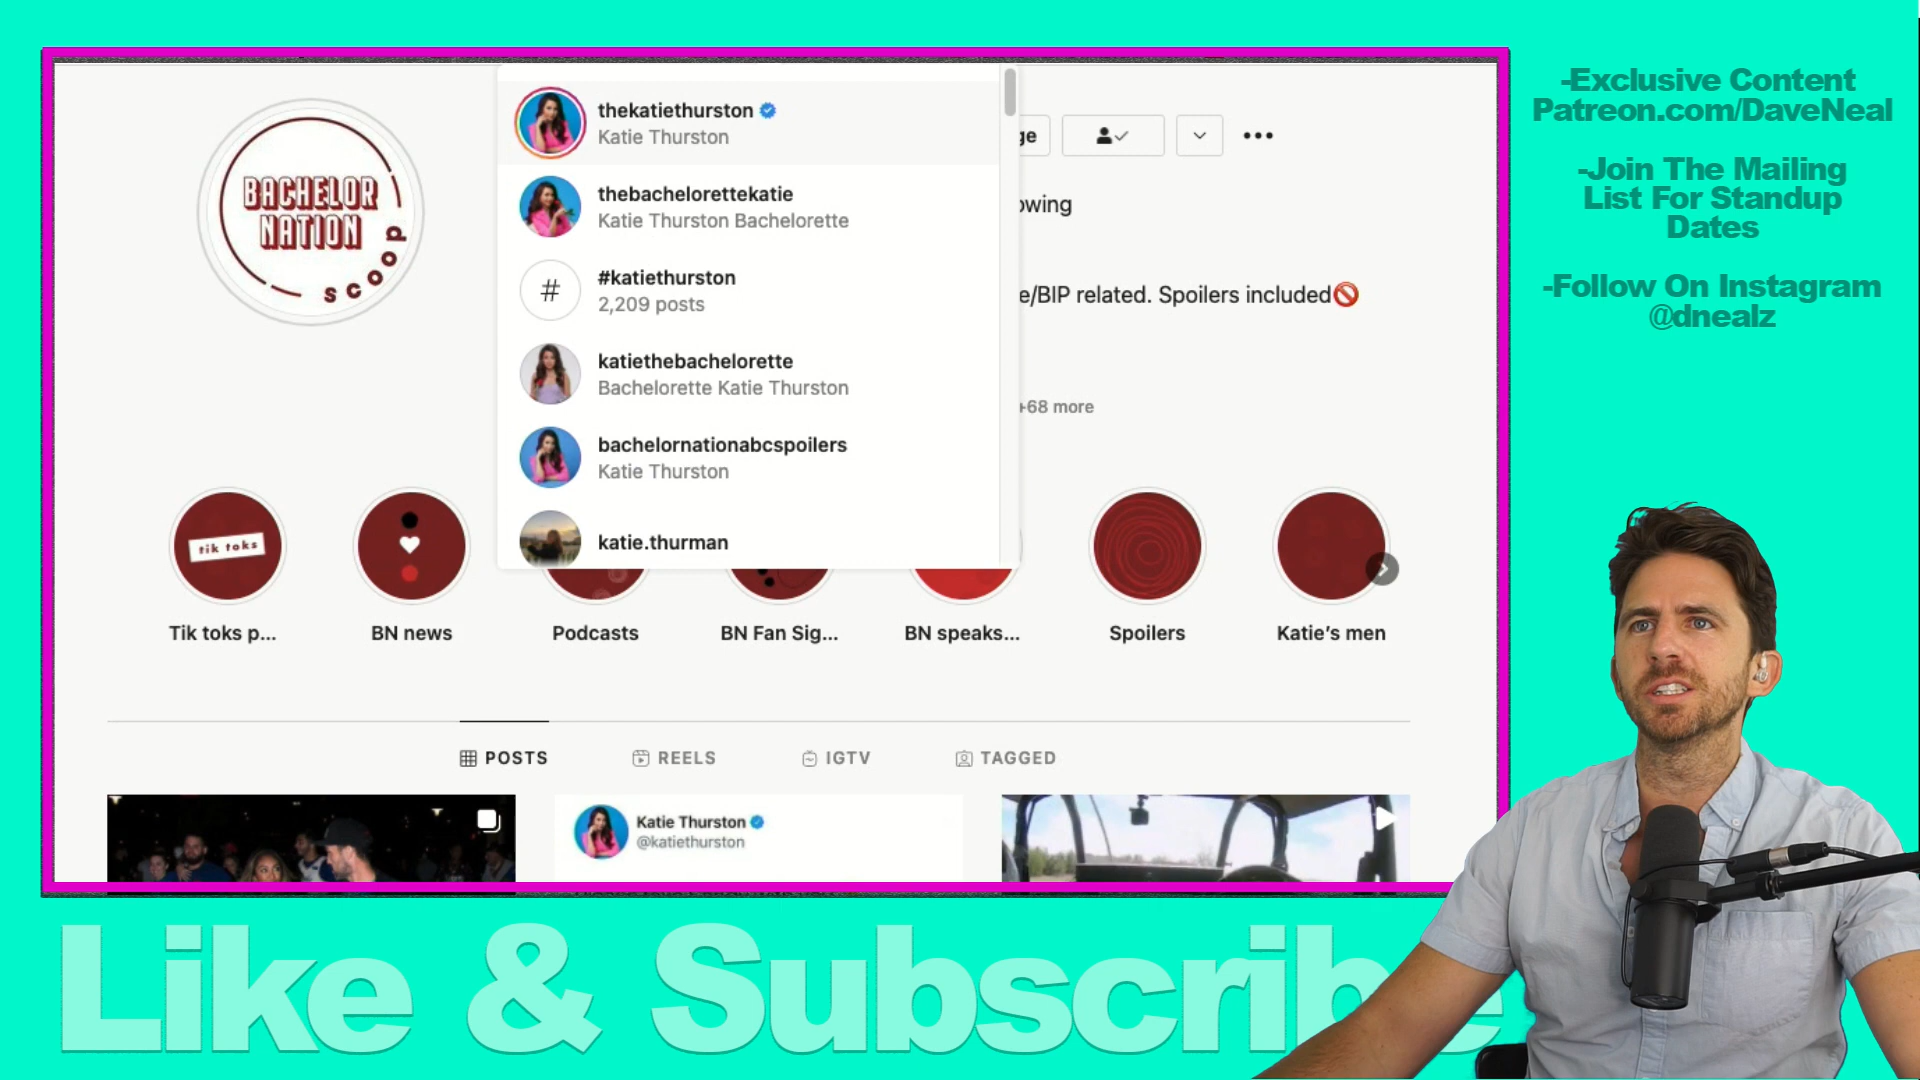 BACHELOR
NATION
scoop
thekatiethurston
Katie Thurston
thebachelorettekatie
Katie Thurston Bachelorette
#
#katiethurston
2,209 posts
katiethebachelorette
Bachelorette Katie Thurston
bachelornationabcspoilers
Katie Thurston
katie.thurman
ge
owing
e/BIP related. Spoilers included
+68 more
tik toks
Tik toks p...
BN news
Podcasts
BN Fan Sig...
BN speaks...
Spoilers
Katie's men
POSTS
REELS
IGTV
TAGGED
Katie Thurston
@katiethurston
-Exclusive Content
Patreon.com/DaveNeal
-Join The Mailing
List For Standup
Dates
-Follow On Instagram
@dnealz
Like & Subscribe